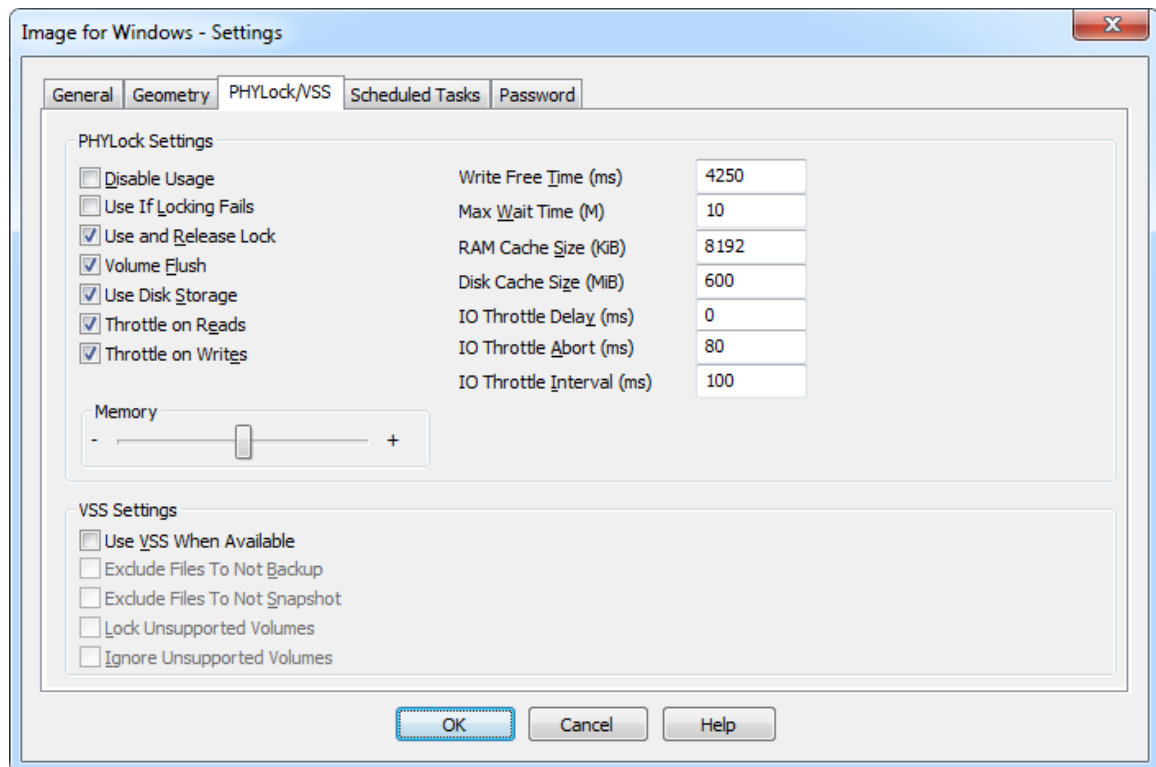 Image for Windows - Settings
General Geometry PHYLock/VSS Scheduled Tasks Password
PHYLock Settings
Disable Usage
Use If Locking Fails
Use and Release Lock
Volume Flush
Use Disk Storage
Throttle on Reads
Throttle on Writes
Write Free Time (ms) 4250
Max Wait Time (M) 10
RAM Cache Size (KiB) 8192
Disk Cache Size (MiB) 600
IO Throttle Delay (ms) 0
IO Throttle Abort (ms) 80
IO Throttle Interval (ms) 100
Memory
- +
VSS Settings
Use VSS When Available
Exclude Files To Not Backup
Exclude Files To Not Snapshot
Lock Unsupported Volumes
Ignore Unsupported Volumes
OK Cancel Help